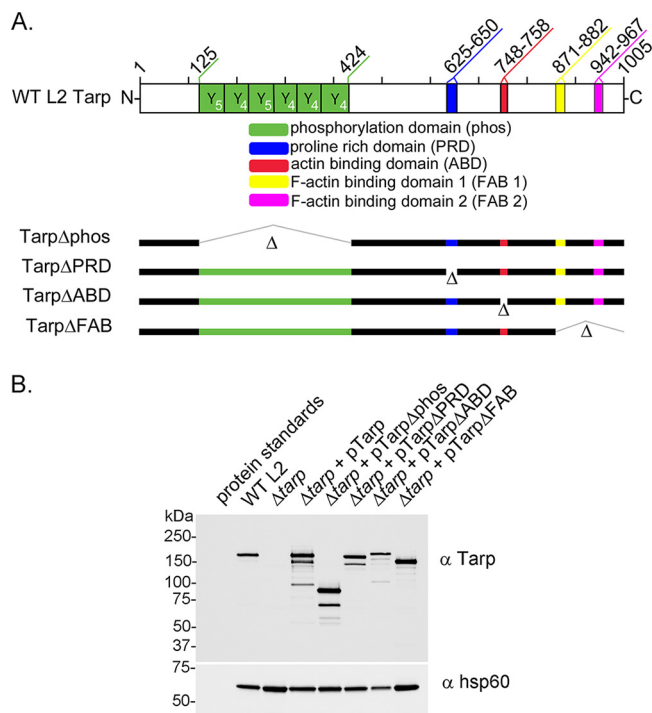 A.
1 125 424 625-650 748-758 871-882 942-967 1005
WT L2 Tarp N- Y5 Y4 Y5 Y4 Y4 Y4 -C
phosphorylation domain (phos)
proline rich domain (PRD)
actin binding domain (ABD)
F-actin binding domain 1 (FAB 1)
F-actin binding domain 2 (FAB 2)
TarpΔphos
Δ
TarpΔPRD
Δ
TarpΔABD
Δ
TarpΔFAB
Δ
B.
protein standards
WT L2
Δtarp
Δtarp + pTarp
Δtarp + pTarpΔphos
Δtarp + pTarpΔPRD
Δtarp + pTarpΔABD
Δtarp + pTarpΔFAB
kDa
250-
150-
α Tarp
100-
75-
50-
37-
75-
α hsp60
50-